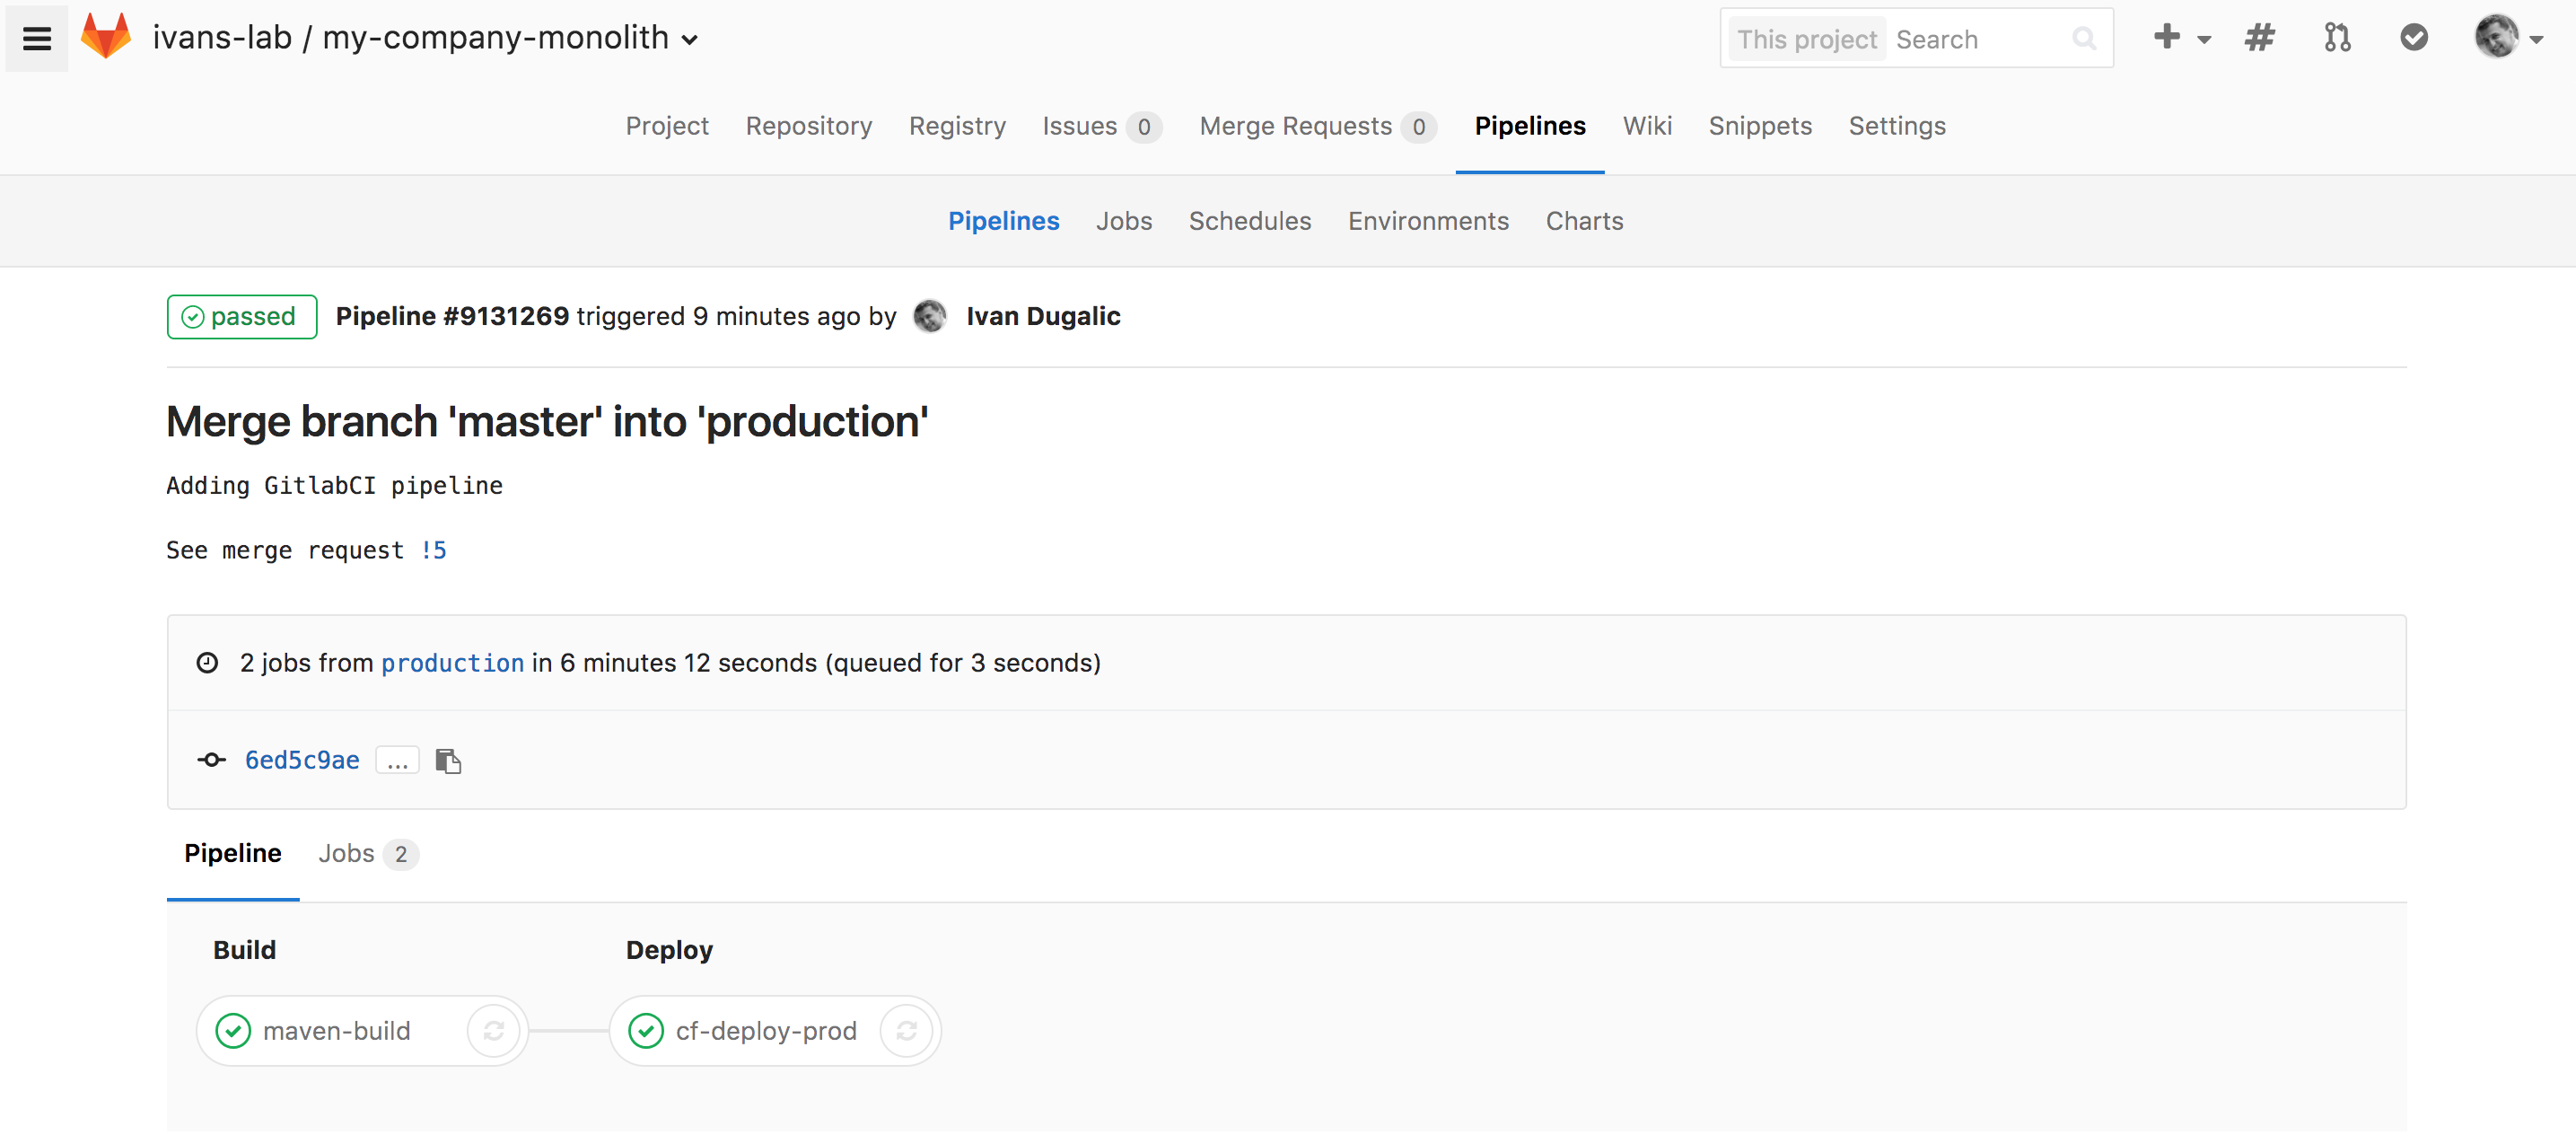 ivans-lab / my-company-monolith
This project Search
Project Repository Registry Issues 0 Merge Requests 0 Pipelines Wiki Snippets Settings
Pipelines Jobs Schedules Environments Charts
passed Pipeline #9131269 triggered 9 minutes ago by Ivan Dugalic
Merge branch 'master' into 'production'
Adding GitlabCI pipeline
See merge request !5
2 jobs from production in 6 minutes 12 seconds (queued for 3 seconds)
6ed5c9ae ...
Pipeline Jobs 2
Build Deploy
maven-build cf-deploy-prod